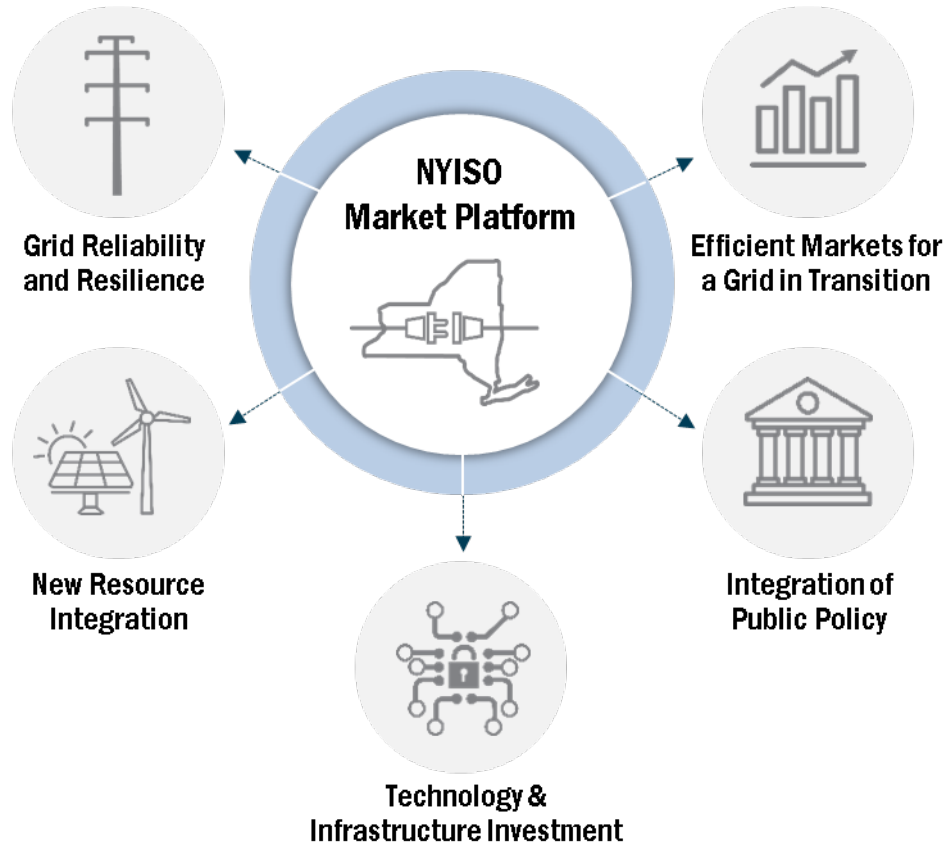 NYISO
Market Platform
Grid Reliability
and Resilience
Efficient Markets for
a Grid in Transition
New Resource
Integration
Integration of
Public Policy
Technology &
Infrastructure Investment